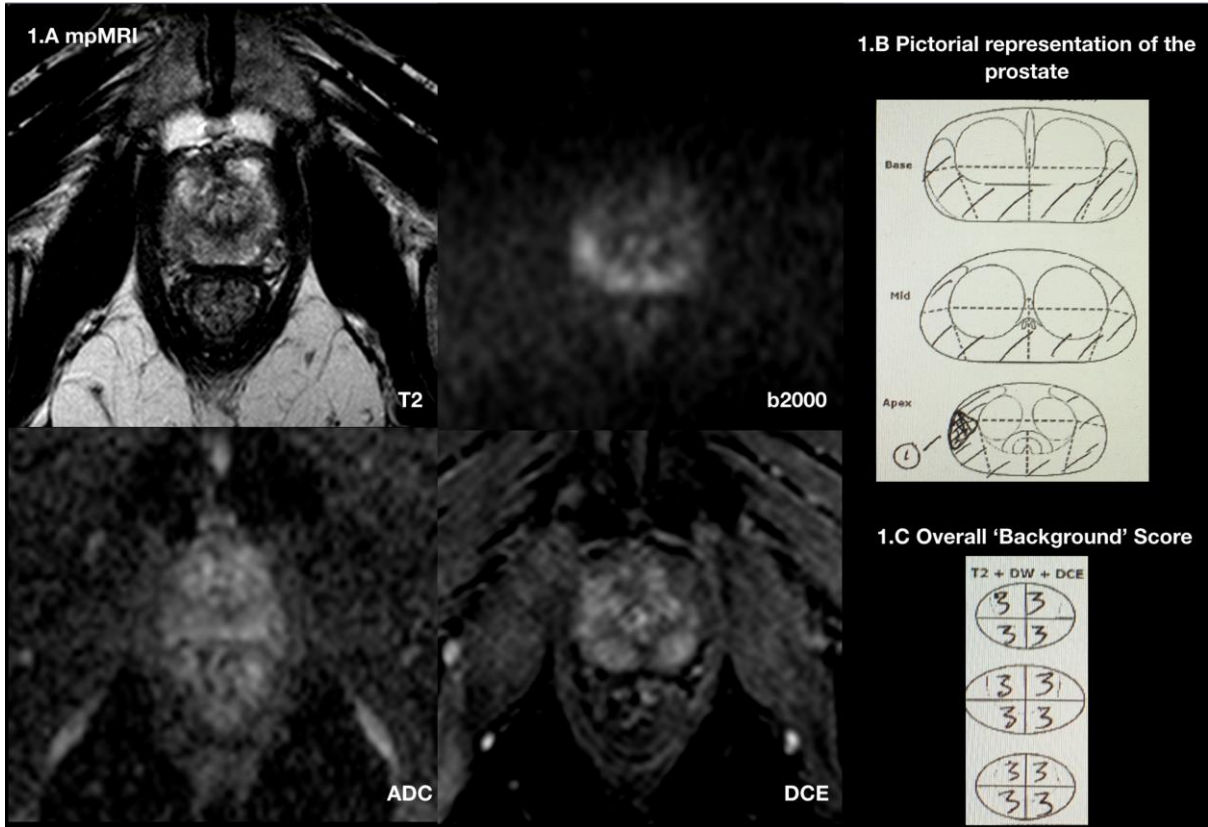 1.A mpMRI
T2
b2000
ADC
DCE
1.B Pictorial representation of the
prostate
Base
Mid
Apex
1
1.C Overall ‘Background’ Score
T2 + DW + DCE
3 3
3 3
3 3
3 3
3 3
3 3